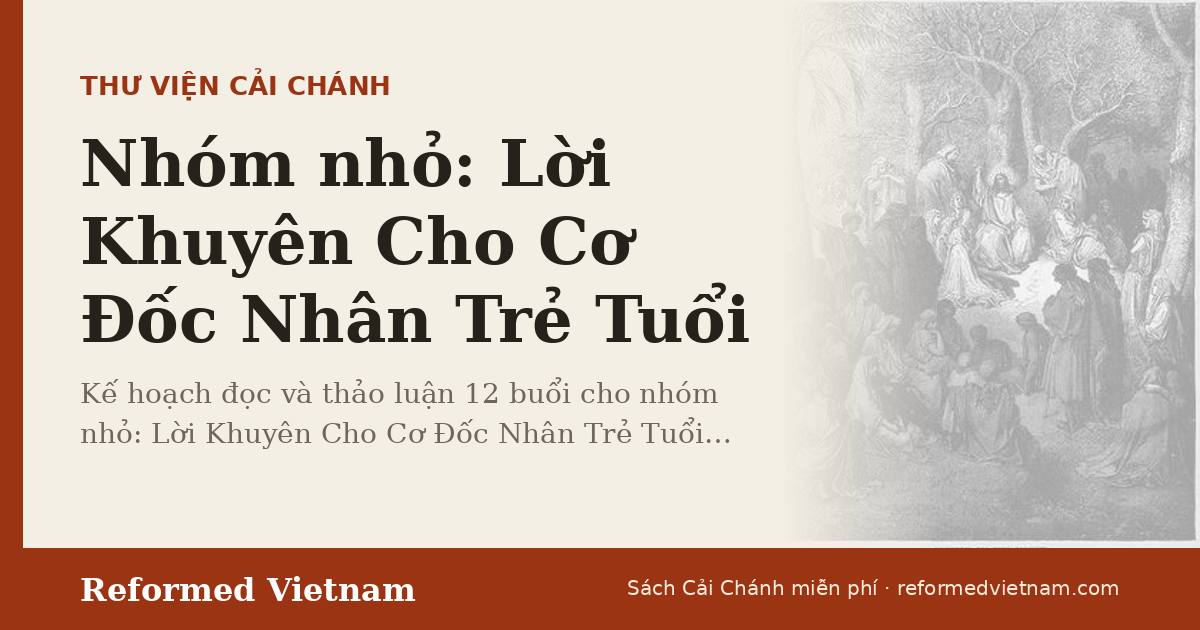 THƯ VIỆN CẢI CHÁNH
Nhóm nhỏ: Lời
Khuyên Cho Cơ
Đốc Nhân Trẻ Tuổi
Kế hoạch đọc và thảo luận 12 buổi cho nhóm
nhỏ: Lời Khuyên Cho Cơ Đốc Nhân Trẻ Tuổi…
Reformed Vietnam
Sách Cải Chánh miễn phí · reformedvietnam.com